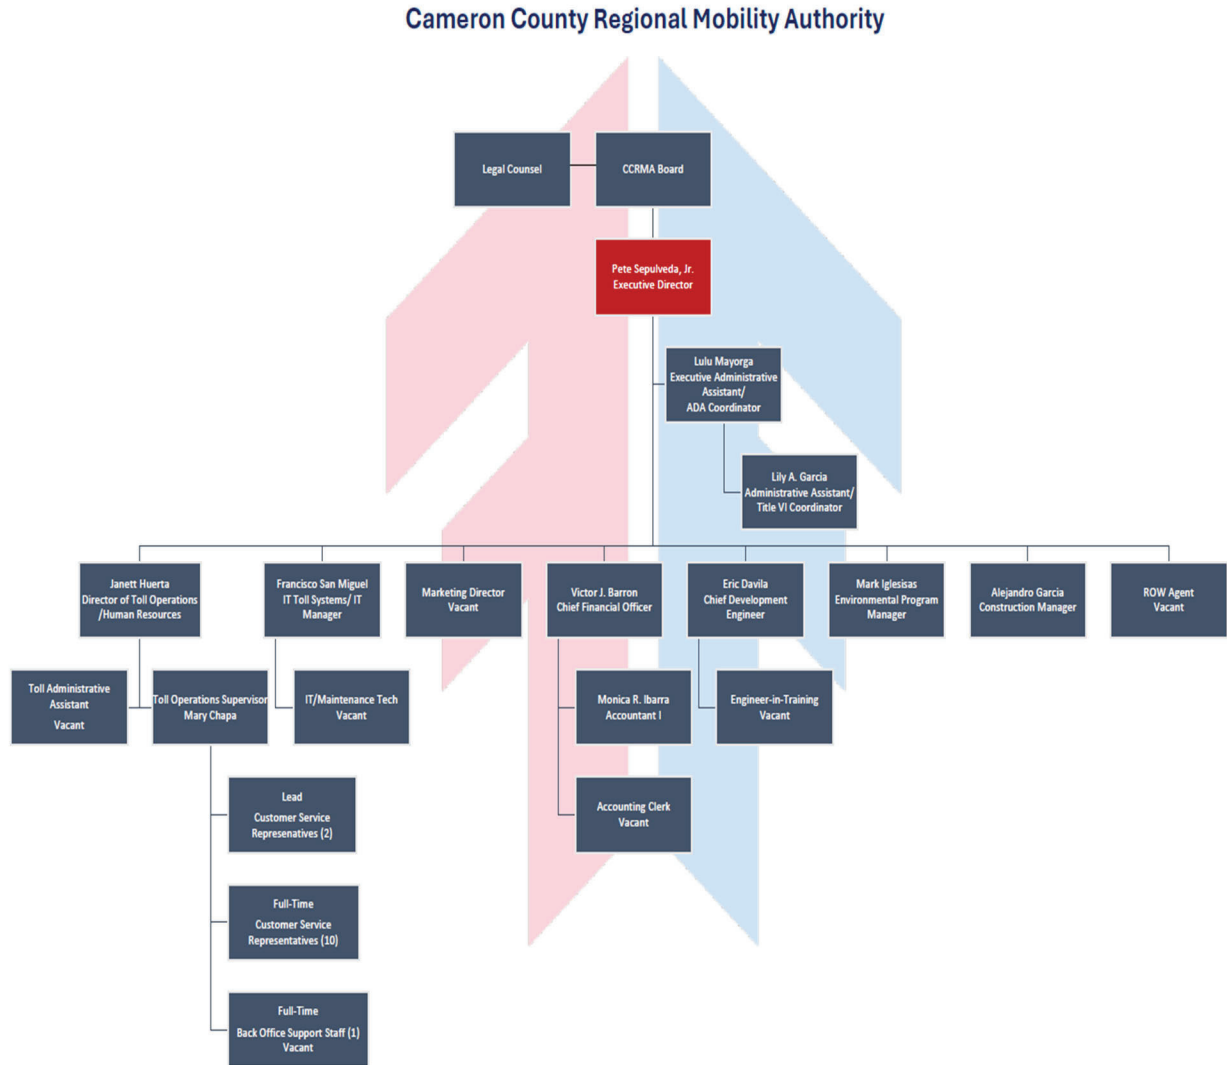 Cameron County Regional Mobility Authority
Legal Counsel
CCRMA Board
Pete Sepulveda, Jr.
Executive Director
Lulu Mayorga
Executive Administrative
Assistant/
ADA Coordinator
Lily A. Garcia
Administrative Assistant/
Title VI Coordinator
Janett Huerta
Director of Toll Operations
/Human Resources
Francisco San Miguel
IT Toll Systems/ IT
Manager
Marketing Director
Vacant
Victor J. Barron
Chief Financial Officer
Eric Davila
Chief Development
Engineer
Mark Iglesisas
Environmental Program
Manager
Alejandro Garcia
Construction Manager
ROW Agent
Vacant
Toll Administrative
Assistant
Vacant
Toll Operations Supervisor
Mary Chapa
IT/Maintenance Tech
Vacant
Monica R. Ibarra
Accountant I
Engineer-in-Training
Vacant
Lead
Customer Service
Represenatives (2)
Accounting Clerk
Vacant
Full-Time
Customer Service
Representatives (10)
Full-Time
Back Office Support Staff (1)
Vacant